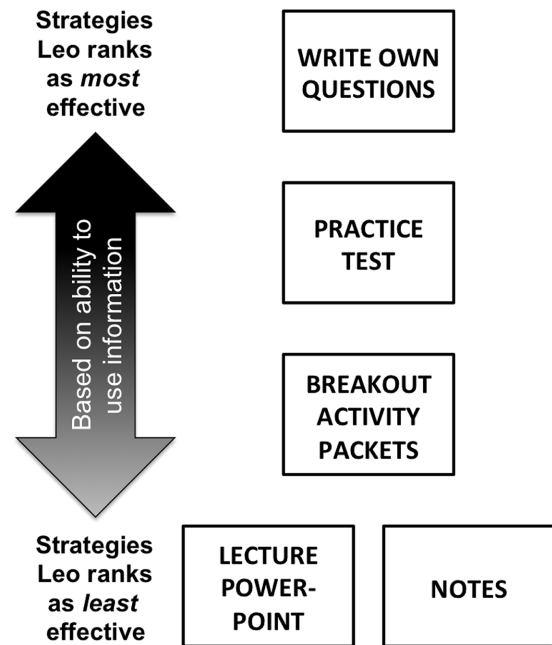 Strategies
Leo ranks
as most
effective
WRITE OWN
QUESTIONS
Based on ability to
use information
PRACTICE
TEST
BREAKOUT
ACTIVITY
PACKETS
Strategies
Leo ranks
as least
effective
LECTURE
POWER-
POINT
NOTES